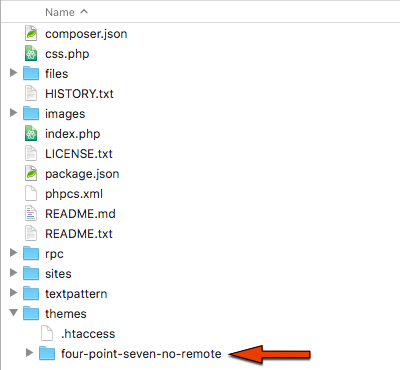 Name
composer.json
css.php
files
HISTORY.txt
images
index.php
LICENSE.txt
package.json
phpcs.xml
README.md
README.txt
rpc
sites
textpattern
themes
.htaccess
four-point-seven-no-remote